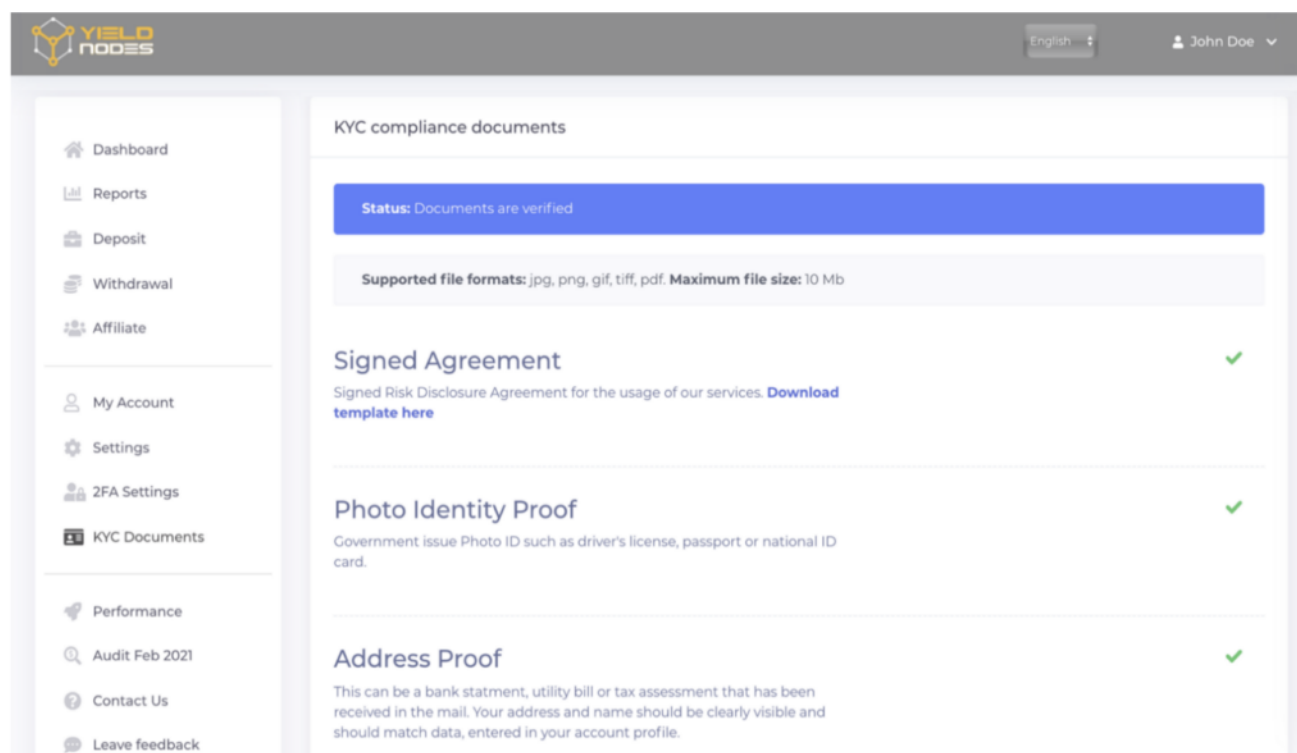 YIELD
NODES
English
John Doe
Dashboard
Reports
Deposit
Withdrawal
Affiliate
My Account
Settings
2FA Settings
KYC Documents
Performance
Audit Feb 2021
Contact Us
Leave feedback
KYC compliance documents
Status: Documents are verified
Supported file formats: jpg, png, gif, tiff, pdf. Maximum file size: 10 Mb
Signed Agreement
Signed Risk Disclosure Agreement for the usage of our services. Download
template here
Photo Identity Proof
Government issue Photo ID such as driver's license, passport or national ID
card.
Address Proof
This can be a bank statment, utility bill or tax assessment that has been
received in the mail. Your address and name should be clearly visible and
should match data, entered in your account profile.